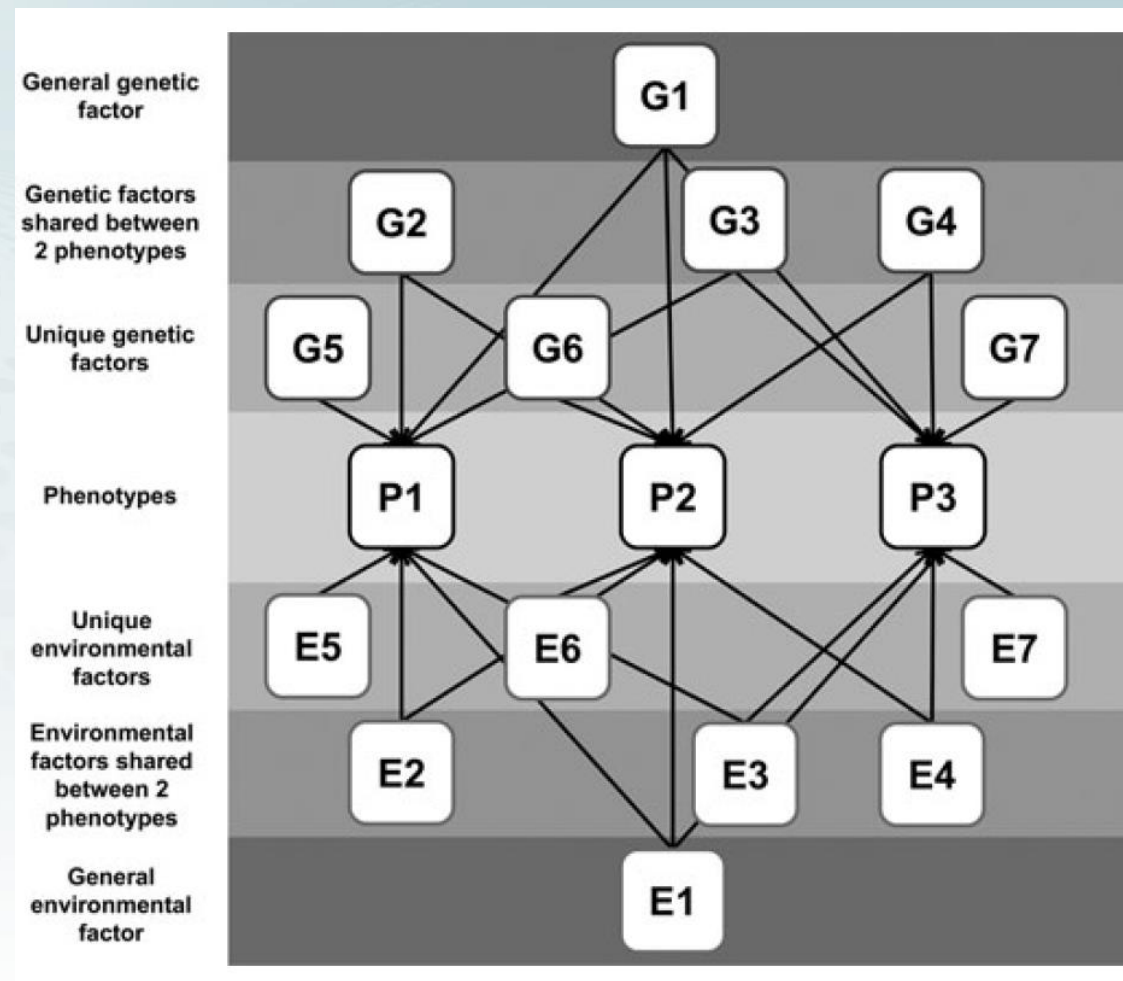 General genetic
factor
G1
Genetic factors
shared between
2 phenotypes
G2
G3
G4
Unique genetic
factors
G5
G6
G7
Phenotypes
P1
P2
P3
Unique
environmental
factors
E5
E6
E7
Environmental
factors shared
between 2
phenotypes
E2
E3
E4
General
environmental
factor
E1